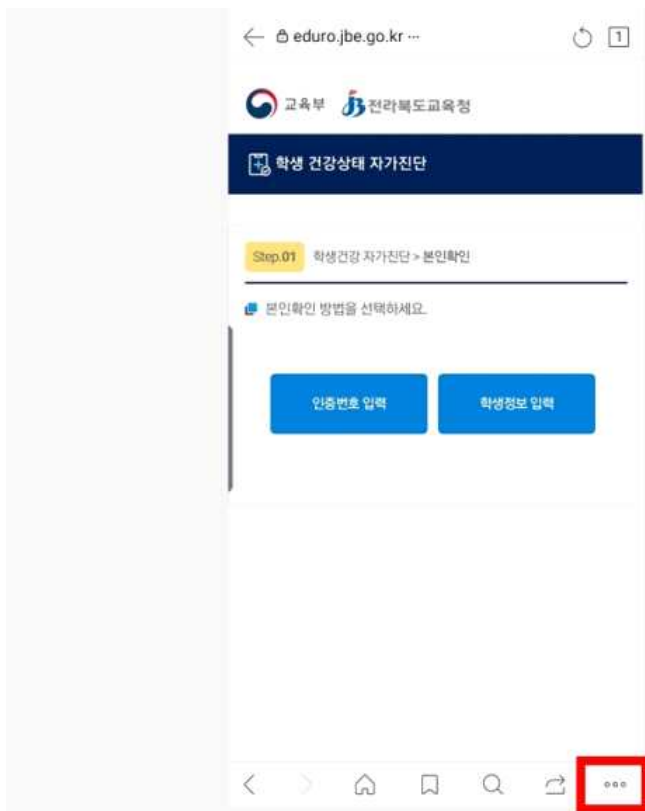 eduro.jbe.go.kr ···
1
교육부 전라북도교육청
학생 건강상태 자가진단
Step.01 학생건강 자가진단 > 본인확인
본인확인 방법을 선택하세요.
인증번호 입력 학생정보 입력